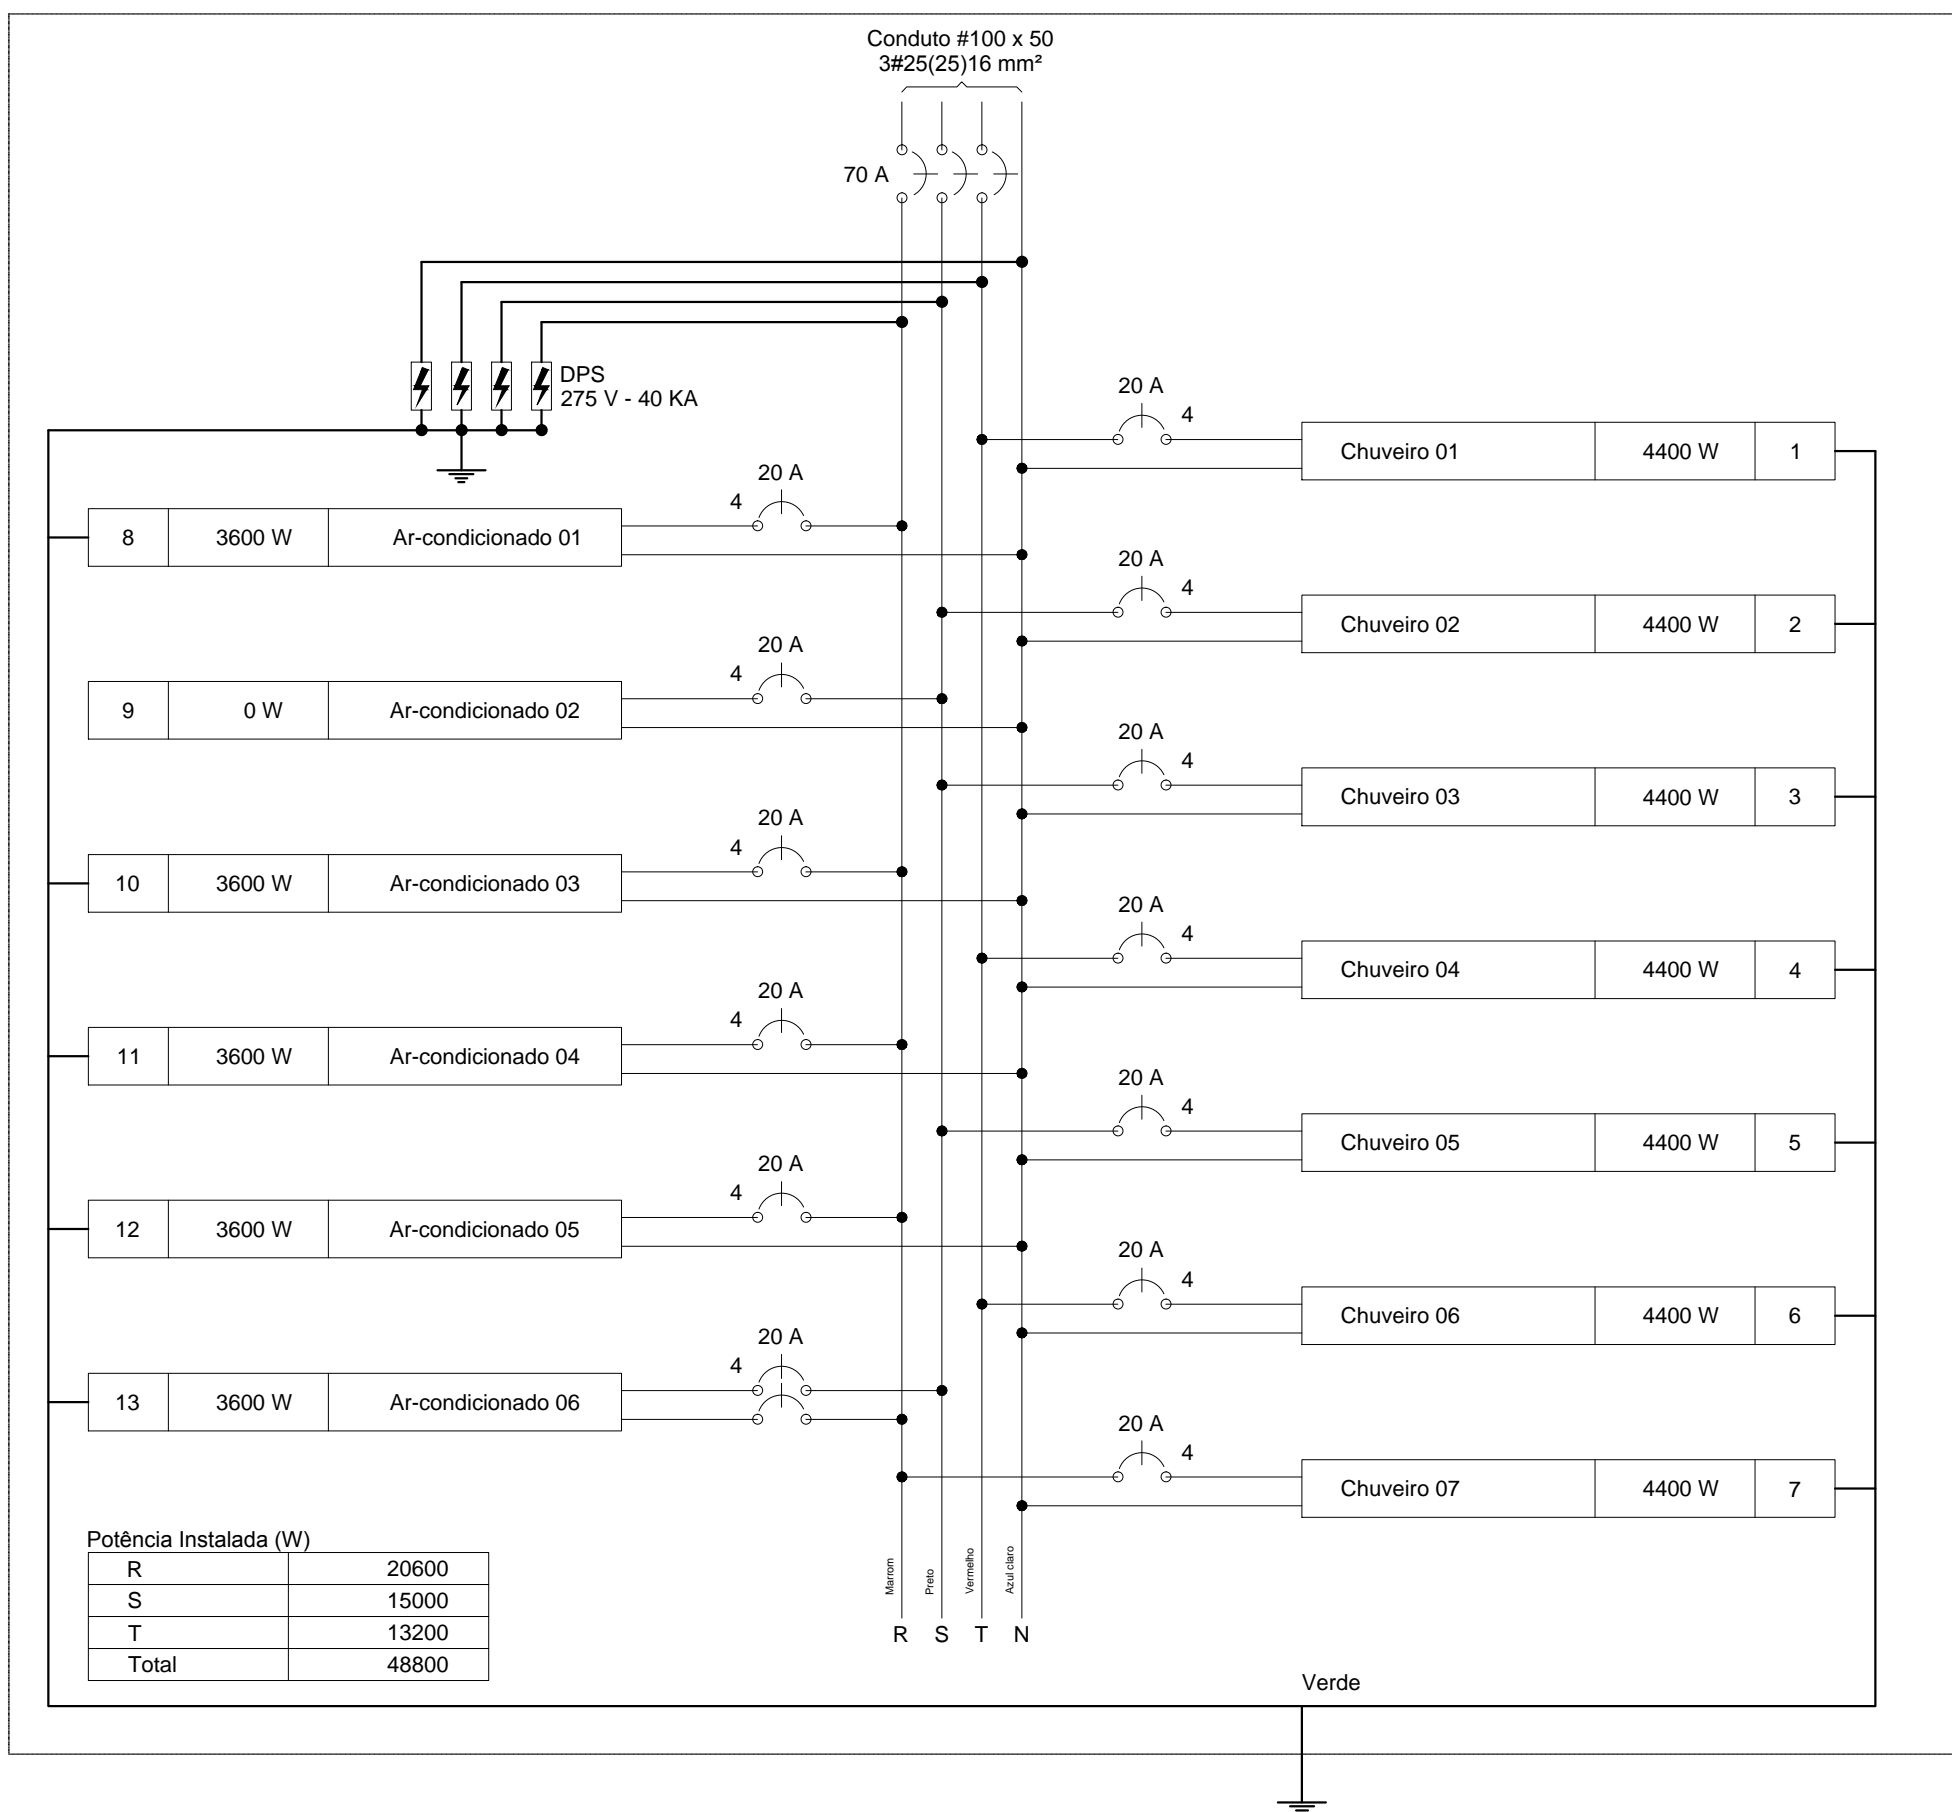 Conduto #100 x 50
3#25(25)16 mm²
70 A
DPS
275 V - 40 KA
20 A
4
Chuveiro 01 4400 W 1
20 A
4
8 3600 W Ar-condicionado 01
20 A
4
Chuveiro 02 4400 W 2
20 A
4
9 0 W Ar-condicionado 02
20 A
4
Chuveiro 03 4400 W 3
20 A
4
10 3600 W Ar-condicionado 03
20 A
4
Chuveiro 04 4400 W 4
20 A
4
11 3600 W Ar-condicionado 04
20 A
4
Chuveiro 05 4400 W 5
20 A
4
12 3600 W Ar-condicionado 05
20 A
4
Chuveiro 06 4400 W 6
20 A
4
13 3600 W Ar-condicionado 06
20 A
4
Chuveiro 07 4400 W 7
Potência Instalada (W)
R 20600
S 15000
T 13200
Total 48800
Marrom
Preto
Vermelho
Azul claro
R S T N
Verde